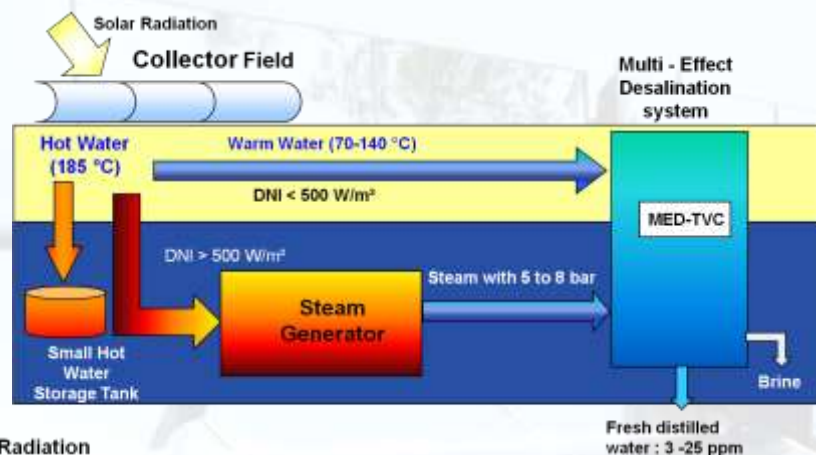 Solar Radiation
Collector Field
Multi - Effect
Desalination
system
Hot Water
(185 °C)
Warm Water (70-140 °C)
DNI < 500 W/m²
MED-TVC
DNI > 500 W/m²
Steam with 5 to 8 bar
Steam
Generator
Small Hot
Water
Storage Tank
Brine
Fresh distilled
water : 3 -25 ppm
Radiation